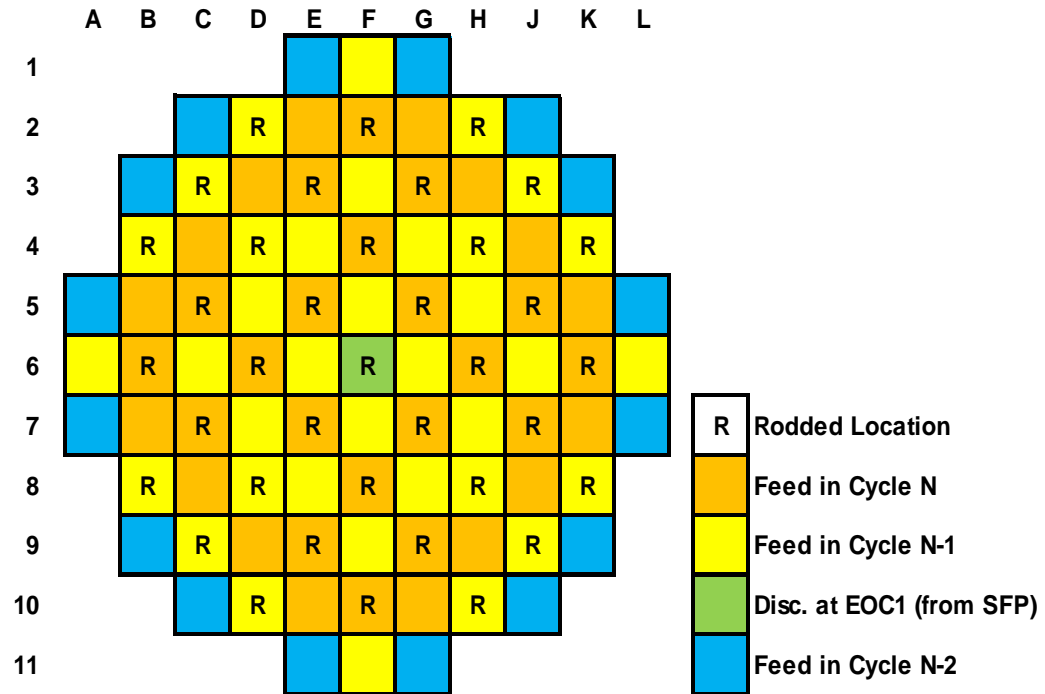 A B C D E F G H J K L
1
2 R R R
3 R R R R
4 R R R R R
5 R R R R
6 R R R R R
7 R R R R R Rodded Location
8 R R R R R Feed in Cycle N
9 R R R R Feed in Cycle N-1
10 R R R Disc. at EOC1 (from SFP)
11 Feed in Cycle N-2